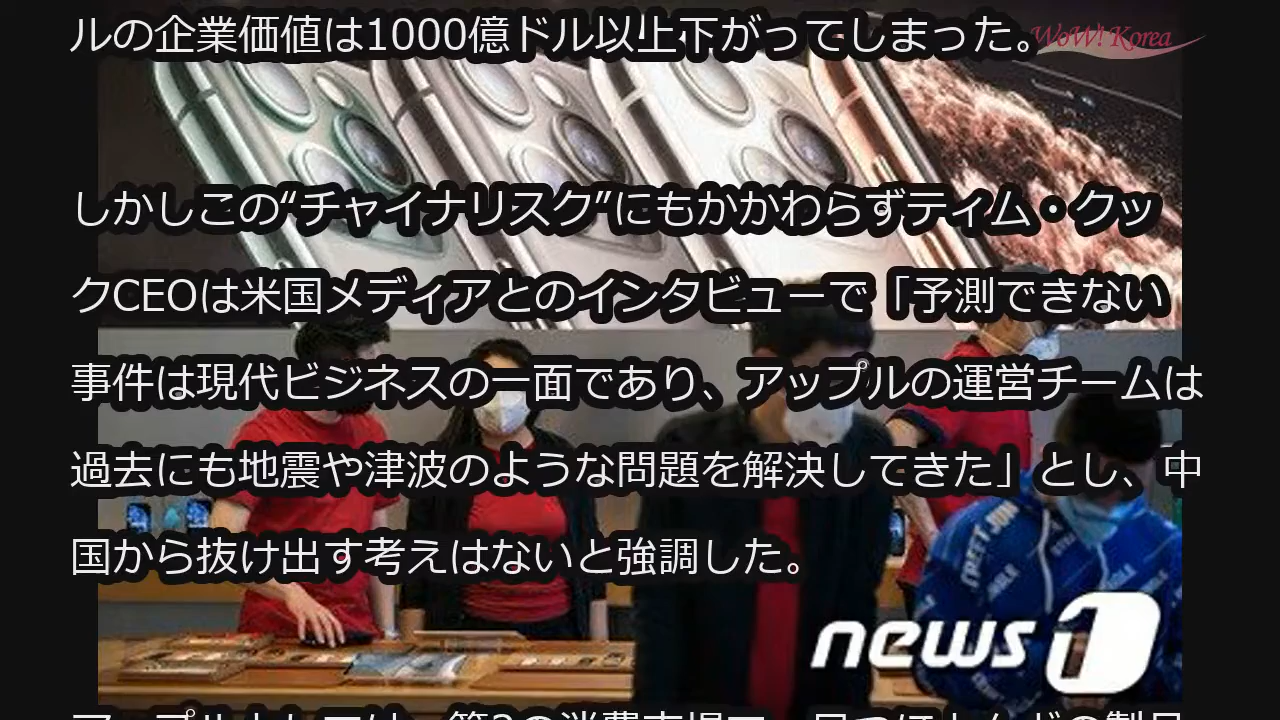 ルの企業価値は1000億ドル以上下がってしまった。
WoW! Korea
しかしこの“チャイナリスク”にもかかわらずティム・クッ
クCEOは米国メディアとのインタビューで「予測できない
事件は現代ビジネスの一面であり、アップルの運営チームは
過去にも地震や津波のような問題を解決してきた」とし、中
国から抜け出す考えはないと強調した。
news1